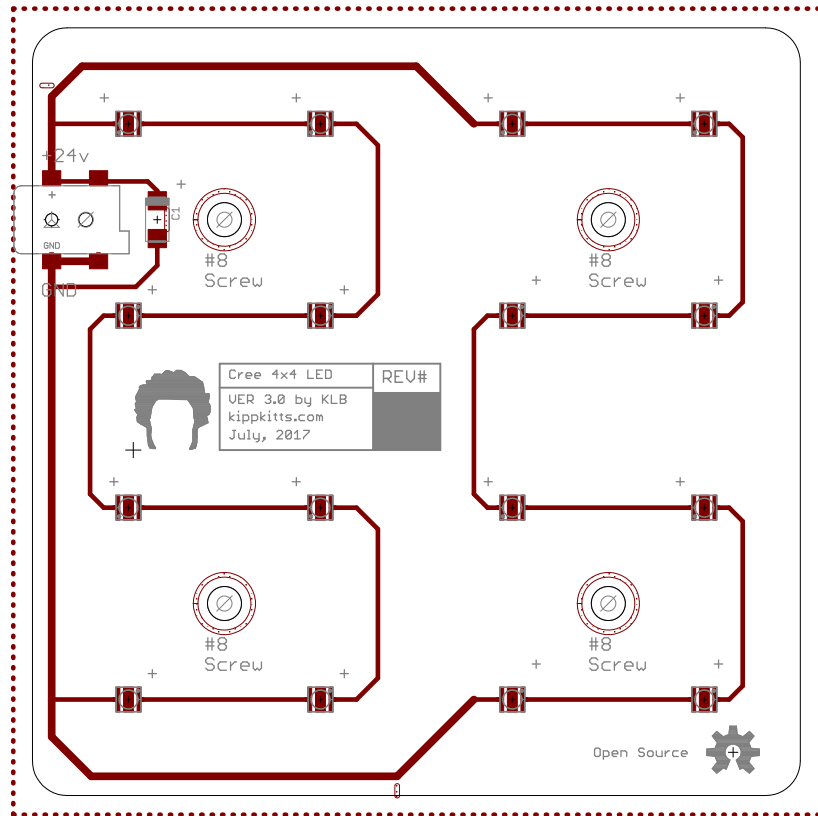 +24v
GND
C1
GND
#8
Screw
#8
Screw
Cree 4x4 LED
REV#
VER 3.0 by KLB
kippkitts.com
July, 2017
#8
Screw
#8
Screw
Open Source